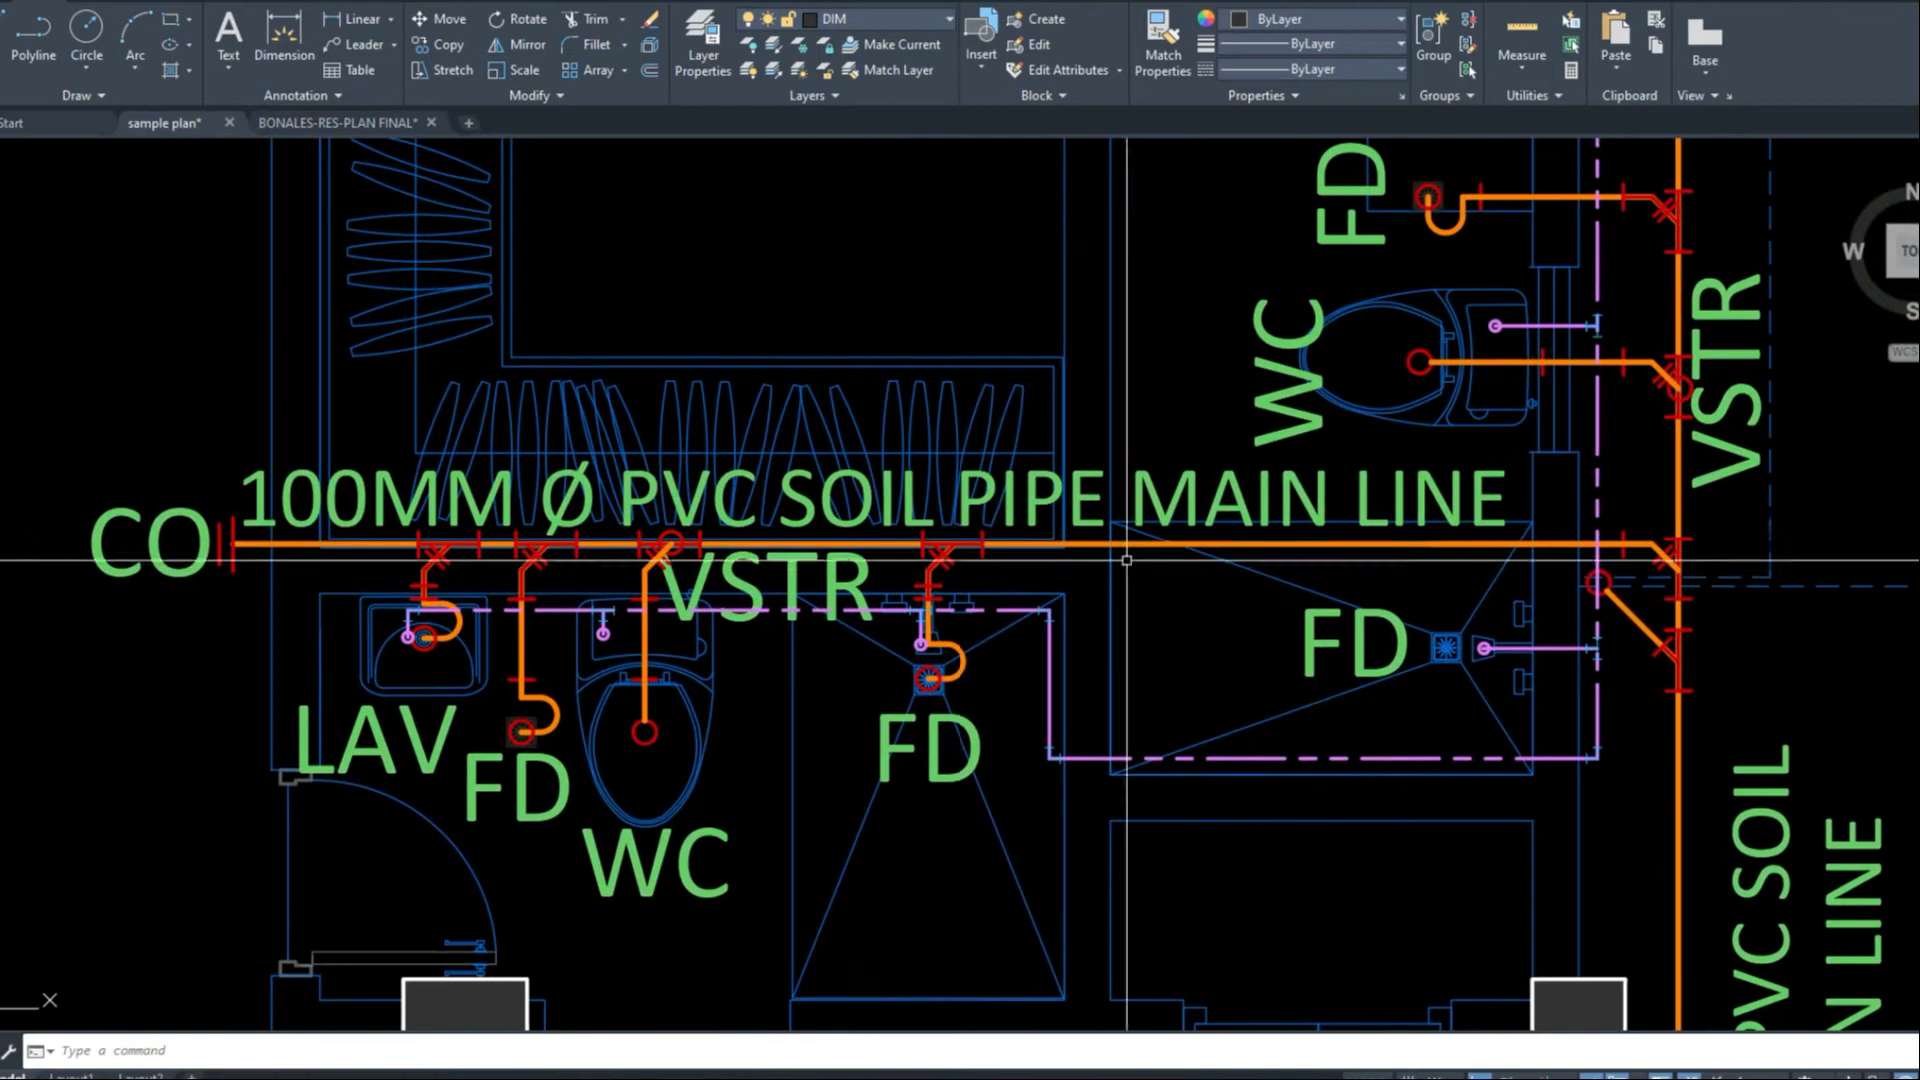 Polyline
Circle
Arc
Draw
Text
Dimension
Linear
Leader
Table
Annotation
Move
Rotate
Trim
Copy
Mirror
Fillet
Stretch
Scale
Array
Modify
Layer
Properties
DIM
Make Current
Match Layer
Layers
Insert
Create
Edit
Edit Attributes
Block
Match
Properties
ByLayer
ByLayer
ByLayer
Properties
Group
Groups
Measure
Utilities
Paste
Clipboard
Base
View
Start
sample plan*
BONALES-RES-PLAN FINAL*
FD
N
W
TO
S
WCS
WC
VSTR
100MM Ø PVC SOIL PIPE MAIN LINE
CO
VSTR
FD
LAV
FD
FD
WC
PVC SOIL
N LINE
Type a command